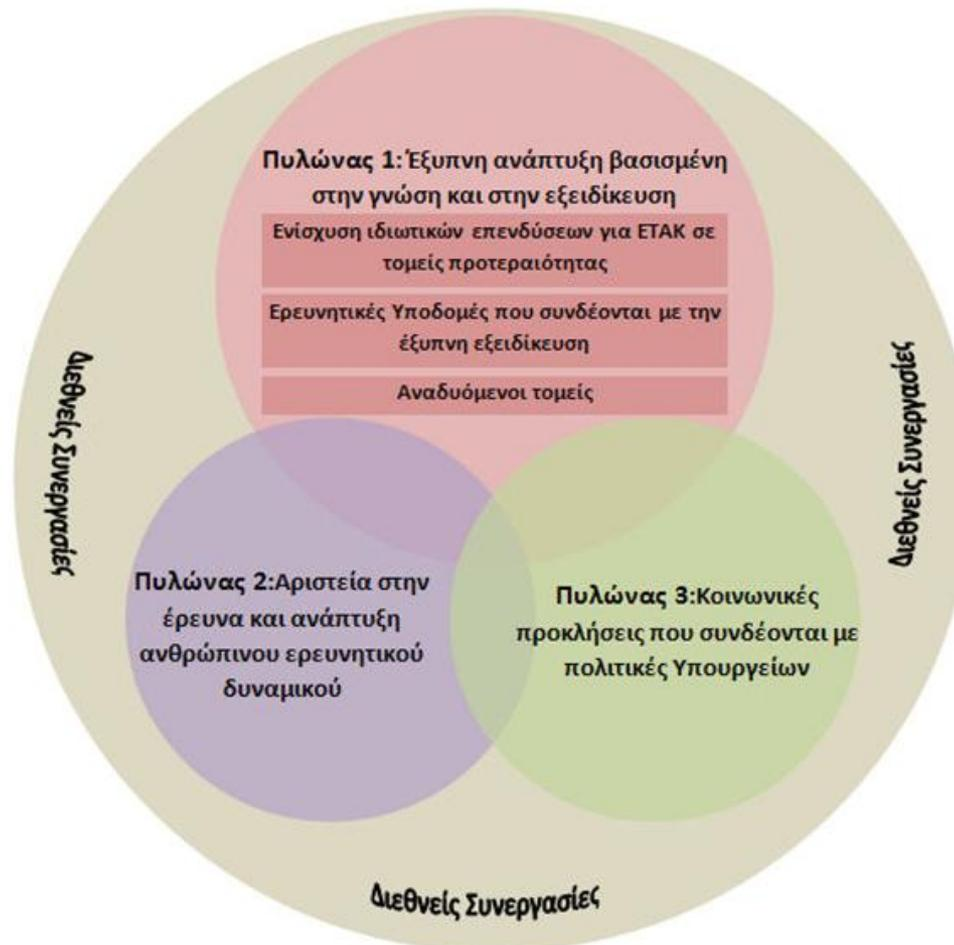 Πυλώνας 1: Έξυπνη ανάπτυξη βασισμένη
στην γνώση και στην εξειδίκευση
Ενίσχυση ιδιωτικών επενδύσεων για ΕΤΑΚ σε
τομείς προτεραιότητας
Ερευνητικές Υποδομές που συνδέονται με την
έξυπνη εξειδίκευση
Αναδυόμενοι τομείς
Διεθνείς Συνεργασίες
Διεθνείς Συνεργασίες
Πυλώνας 2:Αριστεία στην
έρευνα και ανάπτυξη
ανθρώπινου ερευνητικού
δυναμικού
Πυλώνας 3:Κοινωνικές
προκλήσεις που συνδέονται με
πολιτικές Υπουργείων
Διεθνείς Συνεργασίες